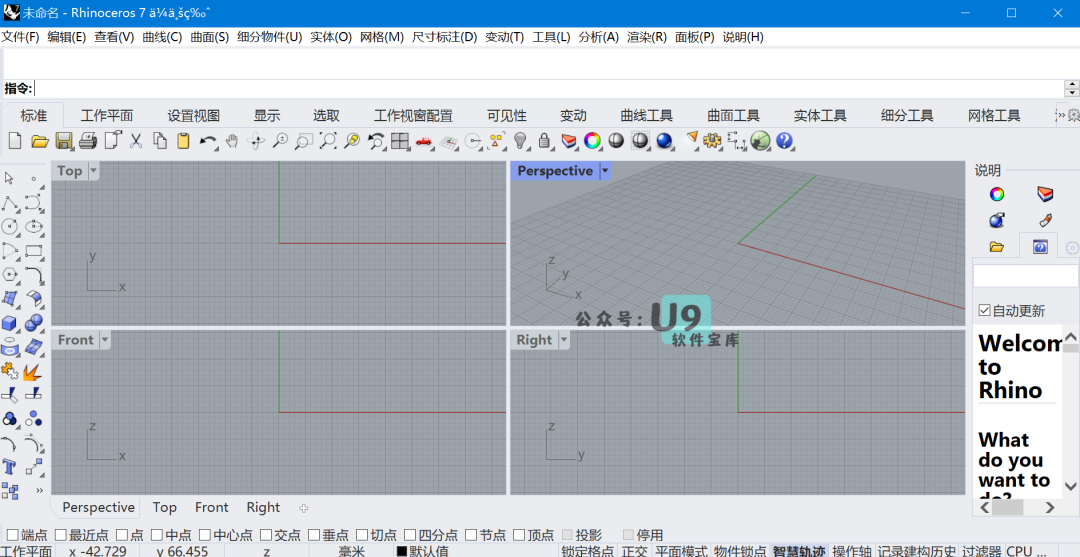 未命名 - Rhinoceros 7 ä¼ä¸šç‰ˆ
文件(F) 编辑(E) 查看(V) 曲线(C) 曲面(S) 细分物件(U) 实体(O) 网格(M) 尺寸标注(D) 变动(T) 工具(L) 分析(A) 渲染(R) 面板(P) 说明(H)
指令:
标准 工作平面 设置视图 显示 选取 工作视窗配置 可见性 变动 曲线工具 曲面工具 实体工具 细分工具 网格工具
Top
Perspective
说明
y
x
z
y
x
自动更新
公众号: U9
软件宝库
Front
Right
Welcom
to
Rhino
z
x
z
y
What
do you
want to
do?
Perspective Top Front Right
端点 最近点 点 中点 中心点 交点 垂点 切点 四分点 节点 顶点 投影 停用
工作平面 x -42.729 y 66.455 z 毫米 默认值 锁定格点 正交 平面模式 物件锁点 智慧轨迹 操作轴 记录建构历史 过滤器 CPU ...